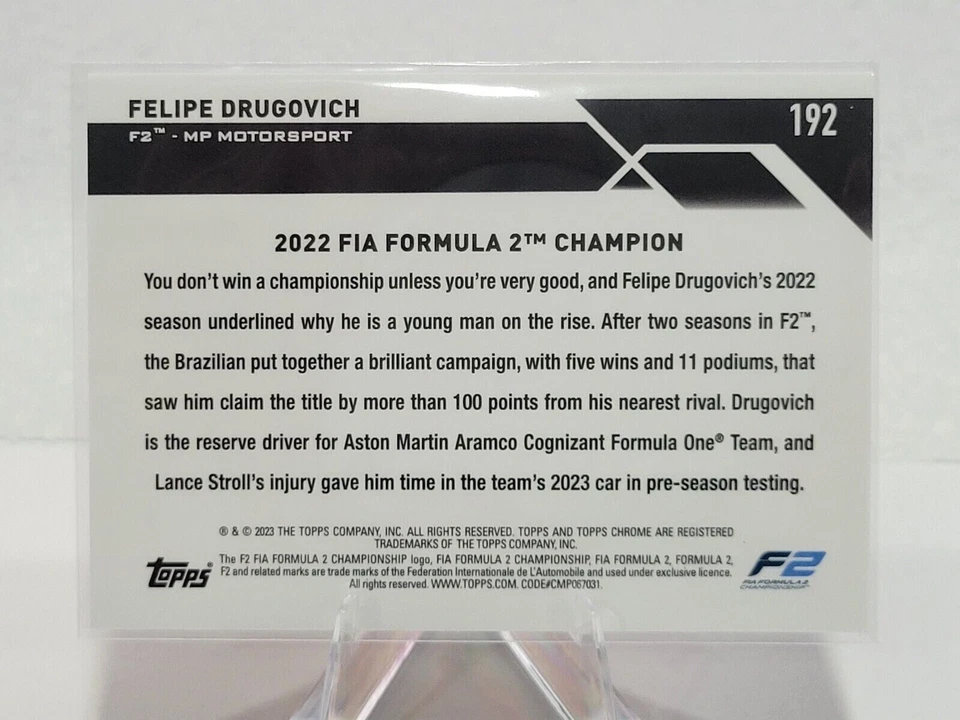 FELIPE DRUGOVICH
192
F2™ - MP MOTORSPORT
2022 FIA FORMULA 2™ CHAMPION
You don't win a championship unless you're very good, and Felipe Drugovich's 2022
season underlined why he is a young man on the rise. After two seasons in F2™,
the Brazilian put together a brilliant campaign, with five wins and 11 podiums, that
saw him claim the title by more than 100 points from his nearest rival. Drugovich
is the reserve driver for Aston Martin Aramco Cognizant Formula One® Team, and
Lance Stroll's injury gave him time in the team's 2023 car in pre-season testing.
® & © 2023 THE TOPPS COMPANY, INC. ALL RIGHTS RESERVED. TOPPS AND TOPPS CHROME ARE REGISTERED
TRADEMARKS OF THE TOPPS COMPANY, INC.
The F2 FIA FORMULA 2 CHAMPIONSHIP logo, FIA FORMULA 2 CHAMPIONSHIP, FIA FORMULA 2, FORMULA 2,
F2 and related marks are trade marks of the Federation Internationale de L'Automobile and used under exclusive licence.
All rights reserved. WWW.TOPPS.COM. CODE#CMP067031.
Topps®
F2
FIA FORMULA 2
CHAMPIONSHIP™